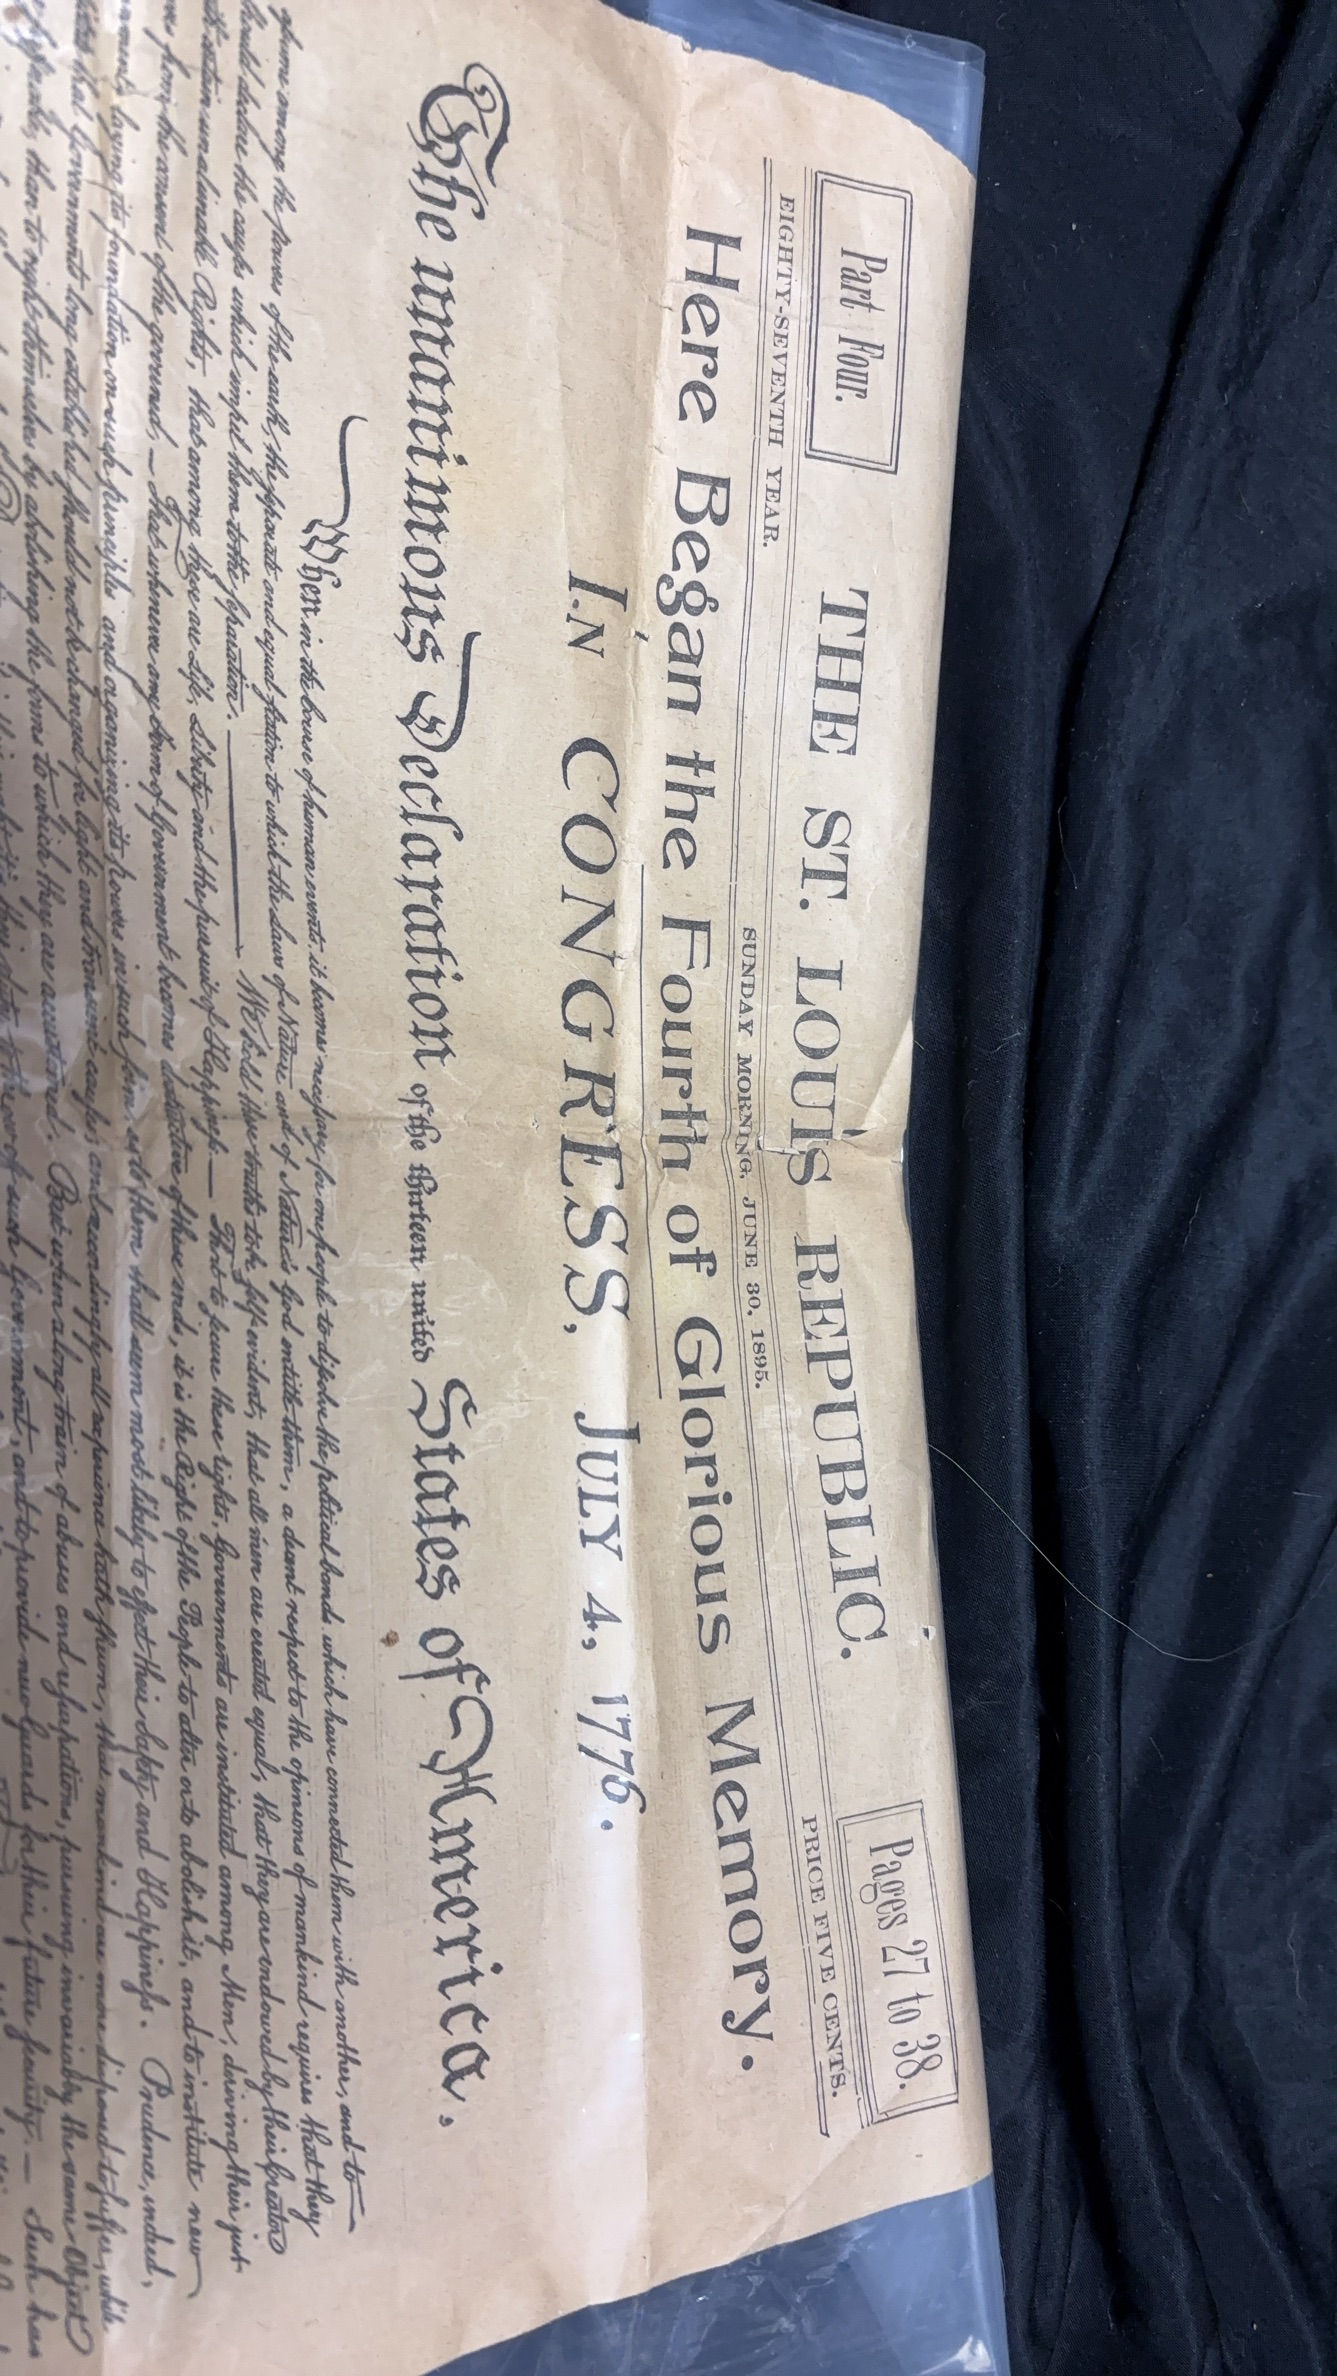 Part Four.
THE ST. LOUIS REPUBLIC.
Pages 27 to 38.
EIGHTY-SEVENTH YEAR.
SUNDAY MORNING, JUNE 30, 1895.
PRICE FIVE CENTS.
Here Began the Fourth of Glorious Memory.
IN CONGRESS, JULY 4, 1776.
The unanimous Declaration of the thirteen united States of America,
When in the Course of human events, it becomes necessary for one people to dissolve the political bands which have connected them with another, and to
assume among the powers of the earth, the separate and equal station to which the Laws of Nature and of Nature's God entitle them, a decent respect to the opinions of mankind requires that they
should declare the causes which impel them to the separation. We hold these truths to be self-evident, that all men are created equal, that they are endowed by their Creator
with certain unalienable Rights, that among these are Life, Liberty and the pursuit of Happiness.— That to secure these rights, Governments are instituted among Men, deriving their just
powers from the consent of the governed,— That whenever any Form of Government becomes destructive of these ends, it is the Right of the People to alter or to abolish it, and to institute new
Government, laying its foundation on such principles and organizing its powers in such form, as to them shall seem most likely to effect their Safety and Happiness. Prudence, indeed,
that Governments long established should not be changed for light and transient causes; and accordingly all experience hath shewn, that mankind are more disposed to suffer, while
than to right themselves by abolishing the forms to which they are accustomed. But when a long train of abuses and usurpations, pursuing invariably the same Object
such Government, and to provide new Guards for their future security.— Such has